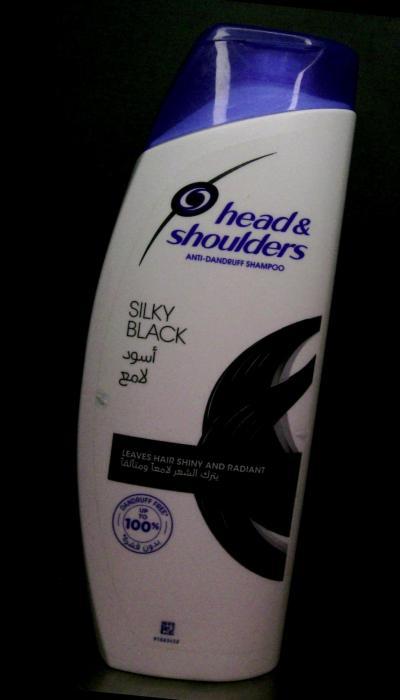 head &
shoulders
ANTI-DANDRUFF SHAMPOO
SILKY
BLACK
أسود
لامع
LEAVES HAIR SHINY AND RADIANT
يترك الشعر لامعاً ومتألقاً
DANDRUFF FREE*
UP
TO
100%
بدون قشرة*